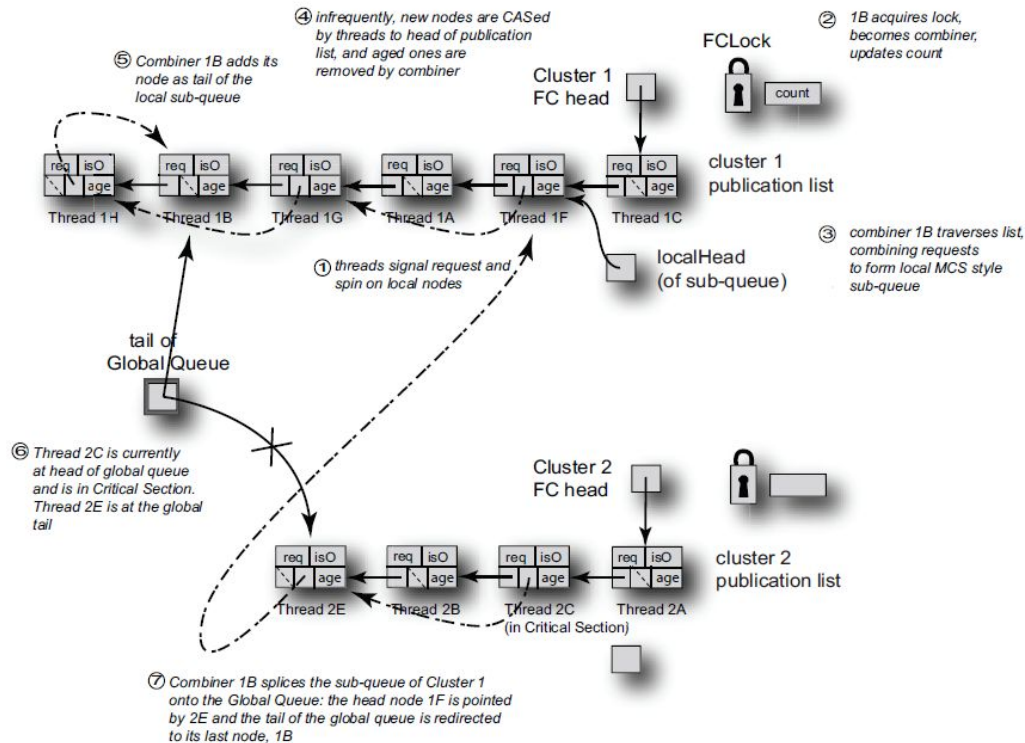 ④ infrequently, new nodes are CASed
by threads to head of publication
list, and aged ones are
removed by combiner
② 1B acquires lock,
becomes combiner,
updates count
⑤ Combiner 1B adds its
node as tail of the
local sub-queue
Cluster 1
FC head
FCLock
count
req isO
age
req isO
age
req isO
age
req isO
age
req isO
age
req isO
age
cluster 1
publication list
Thread 1H
Thread 1B
Thread 1G
Thread 1A
Thread 1F
Thread 1C
① threads signal request and
spin on local nodes
localHead
(of sub-queue)
③ combiner 1B traverses list,
combining requests
to form local MCS style
sub-queue
tail of
Global Queue
⑥ Thread 2C is currently
at head of global queue
and is in Critical Section.
Thread 2E is at the global
tail
Cluster 2
FC head
req isO
age
req isO
age
req isO
age
req isO
age
cluster 2
publication list
Thread 2E
Thread 2B
Thread 2C
(in Critical Section)
Thread 2A
⑦ Combiner 1B splices the sub-queue of Cluster 1
onto the Global Queue: the head node 1F is pointed
by 2E and the tail of the global queue is redirected
to its last node, 1B